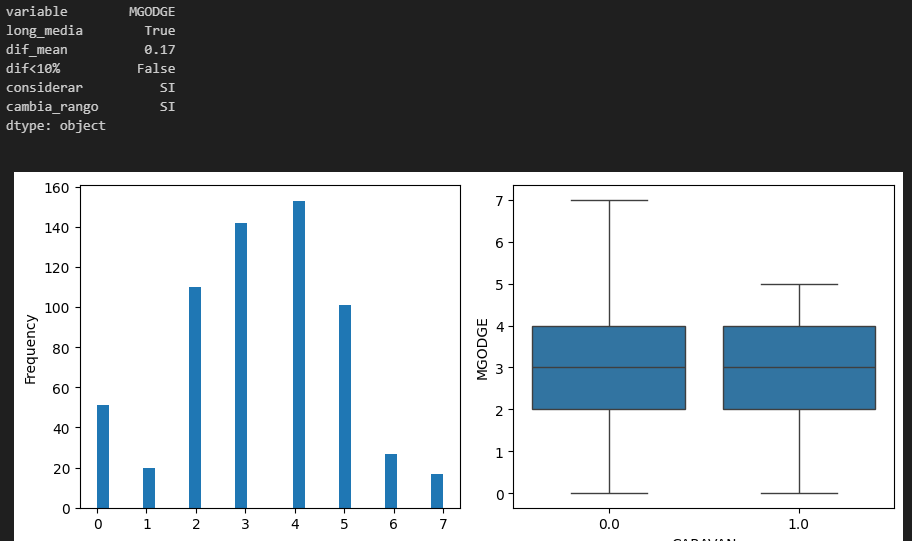 variable MGODGE
long_media True
dif_mean 0.17
dif<10% False
considerar SI
cambia_rango SI
dtype: object
160
140
120
100
80
60
40
20
0
Frequency
0 1 2 3 4 5 6 7
7
6
5
4
3
2
1
0
MGODGE
0.0 1.0